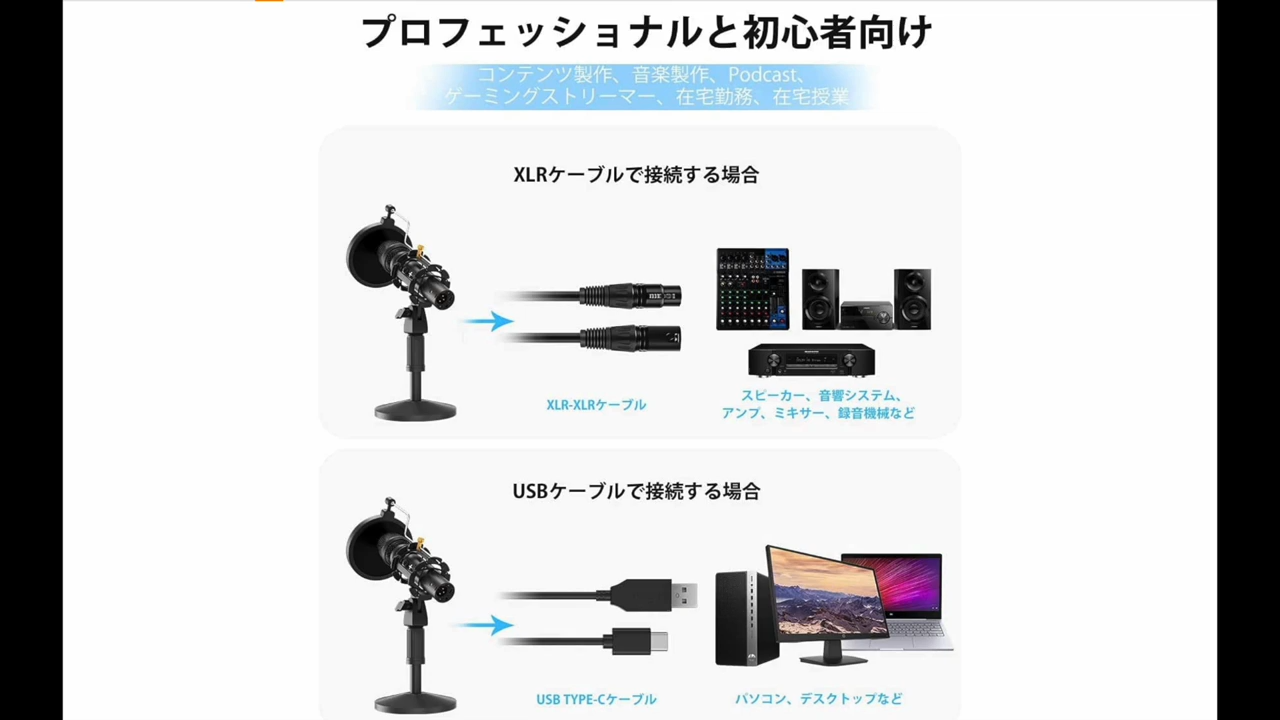 プロフェッショナルと初心者向け
コンテンツ製作、音楽製作、Podcast、
ゲーミングストリーマー、在宅勤務、在宅授業
XLRケーブルで接続する場合
XLR-XLRケーブル
スピーカー、音響システム、
アンプ、ミキサー、録音機械など
USBケーブルで接続する場合
USB TYPE-Cケーブル
パソコン、デスクトップなど